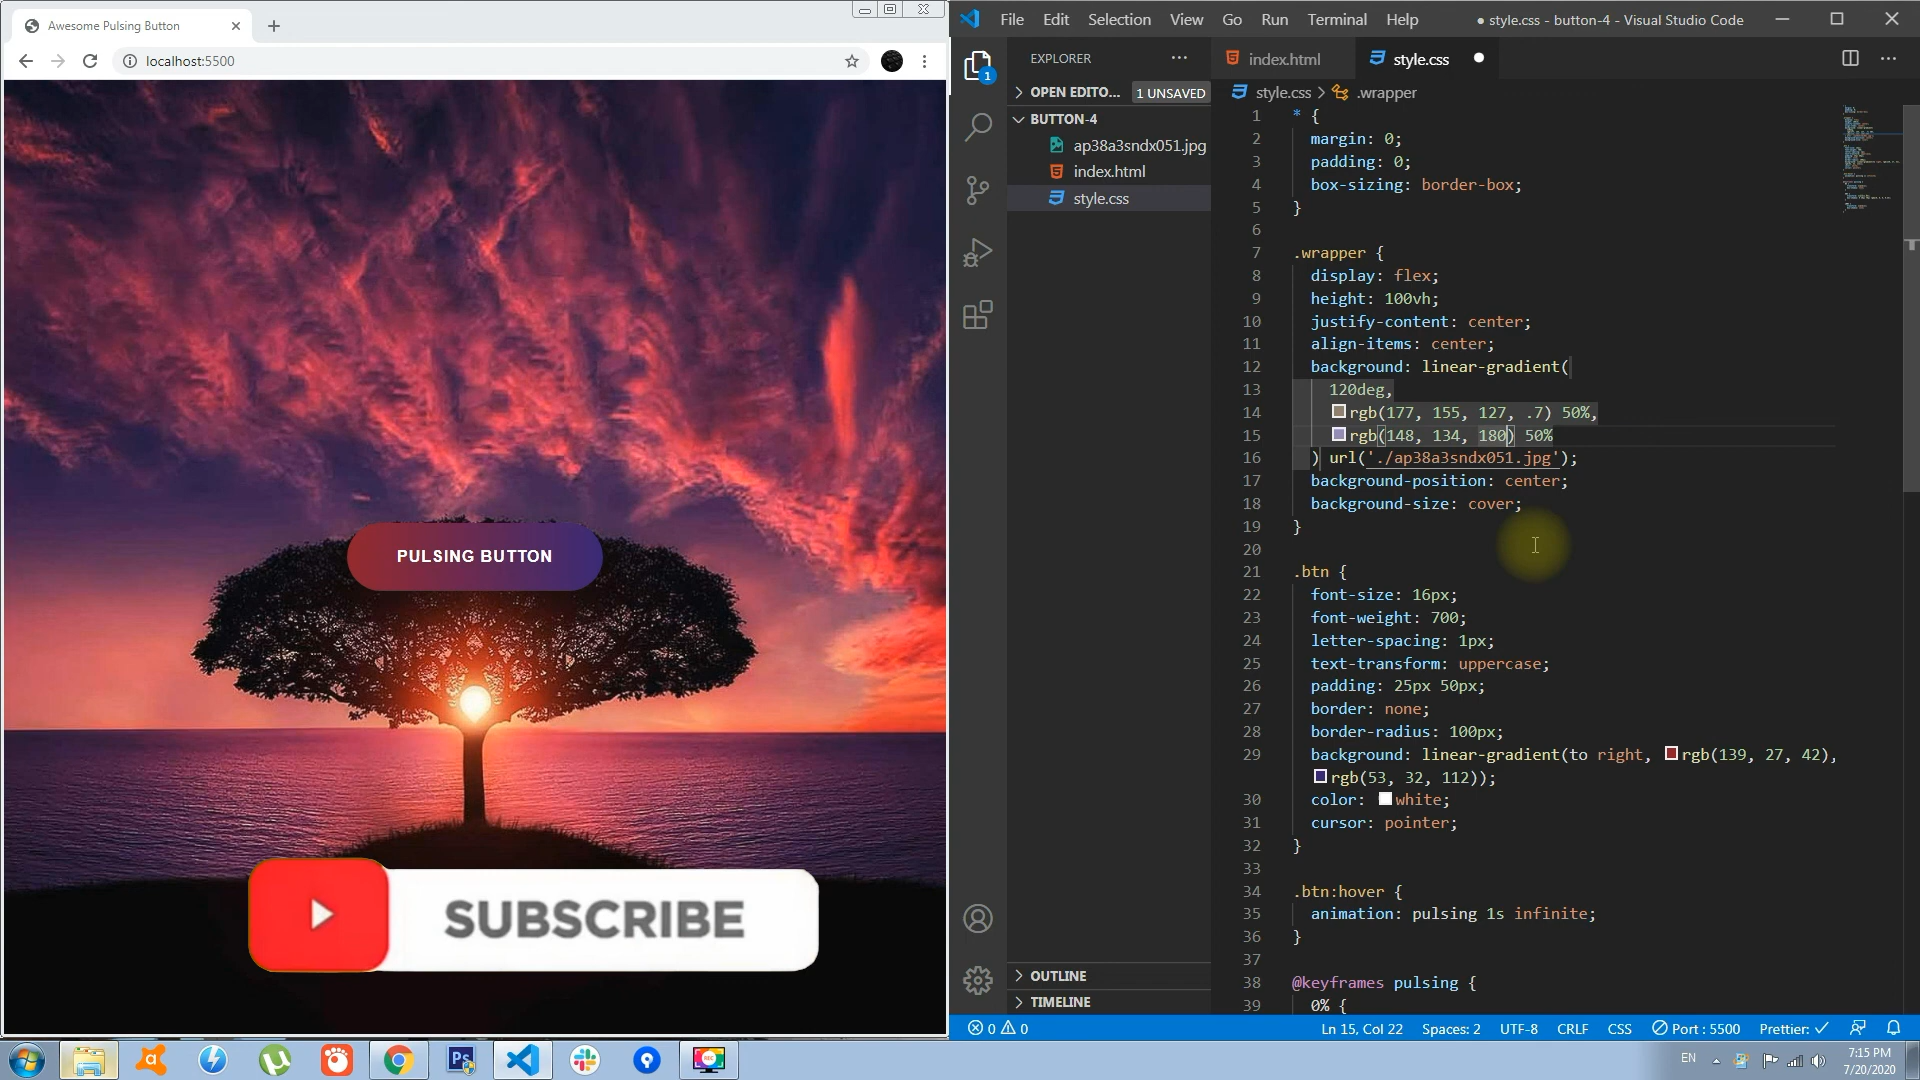 Awesome Pulsing Button
localhost:5500
PULSING BUTTON
SUBSCRIBE
File Edit Selection View Go Run Terminal Help
● style.css - button-4 - Visual Studio Code
1
EXPLORER
OPEN EDITO... 1 UNSAVED
BUTTON-4
ap38a3sndx051.jpg
index.html
style.css
OUTLINE
TIMELINE
index.html
style.css
style.css > .wrapper
1 * {
2 margin: 0;
3 padding: 0;
4 box-sizing: border-box;
5 }
6
7 .wrapper {
8 display: flex;
9 height: 100vh;
10 justify-content: center;
11 align-items: center;
12 background: linear-gradient(
13 120deg,
14 rgb(177, 155, 127, .7) 50%,
15 rgb(148, 134, 180) 50%
16 ) url('./ap38a3sndx051.jpg');
17 background-position: center;
18 background-size: cover;
19 }
20
21 .btn {
22 font-size: 16px;
23 font-weight: 700;
24 letter-spacing: 1px;
25 text-transform: uppercase;
26 padding: 25px 50px;
27 border: none;
28 border-radius: 100px;
29 background: linear-gradient(to right, rgb(139, 27, 42),
rgb(53, 32, 112));
30 color: white;
31 cursor: pointer;
32 }
33
34 .btn:hover {
35 animation: pulsing 1s infinite;
36 }
37
38 @keyframes pulsing {
39 0% {
0 0 Ln 15, Col 22 Spaces: 2 UTF-8 CRLF CSS Port : 5500 Prettier: ✓
Ps
REC
EN
7:15 PM
7/20/2020